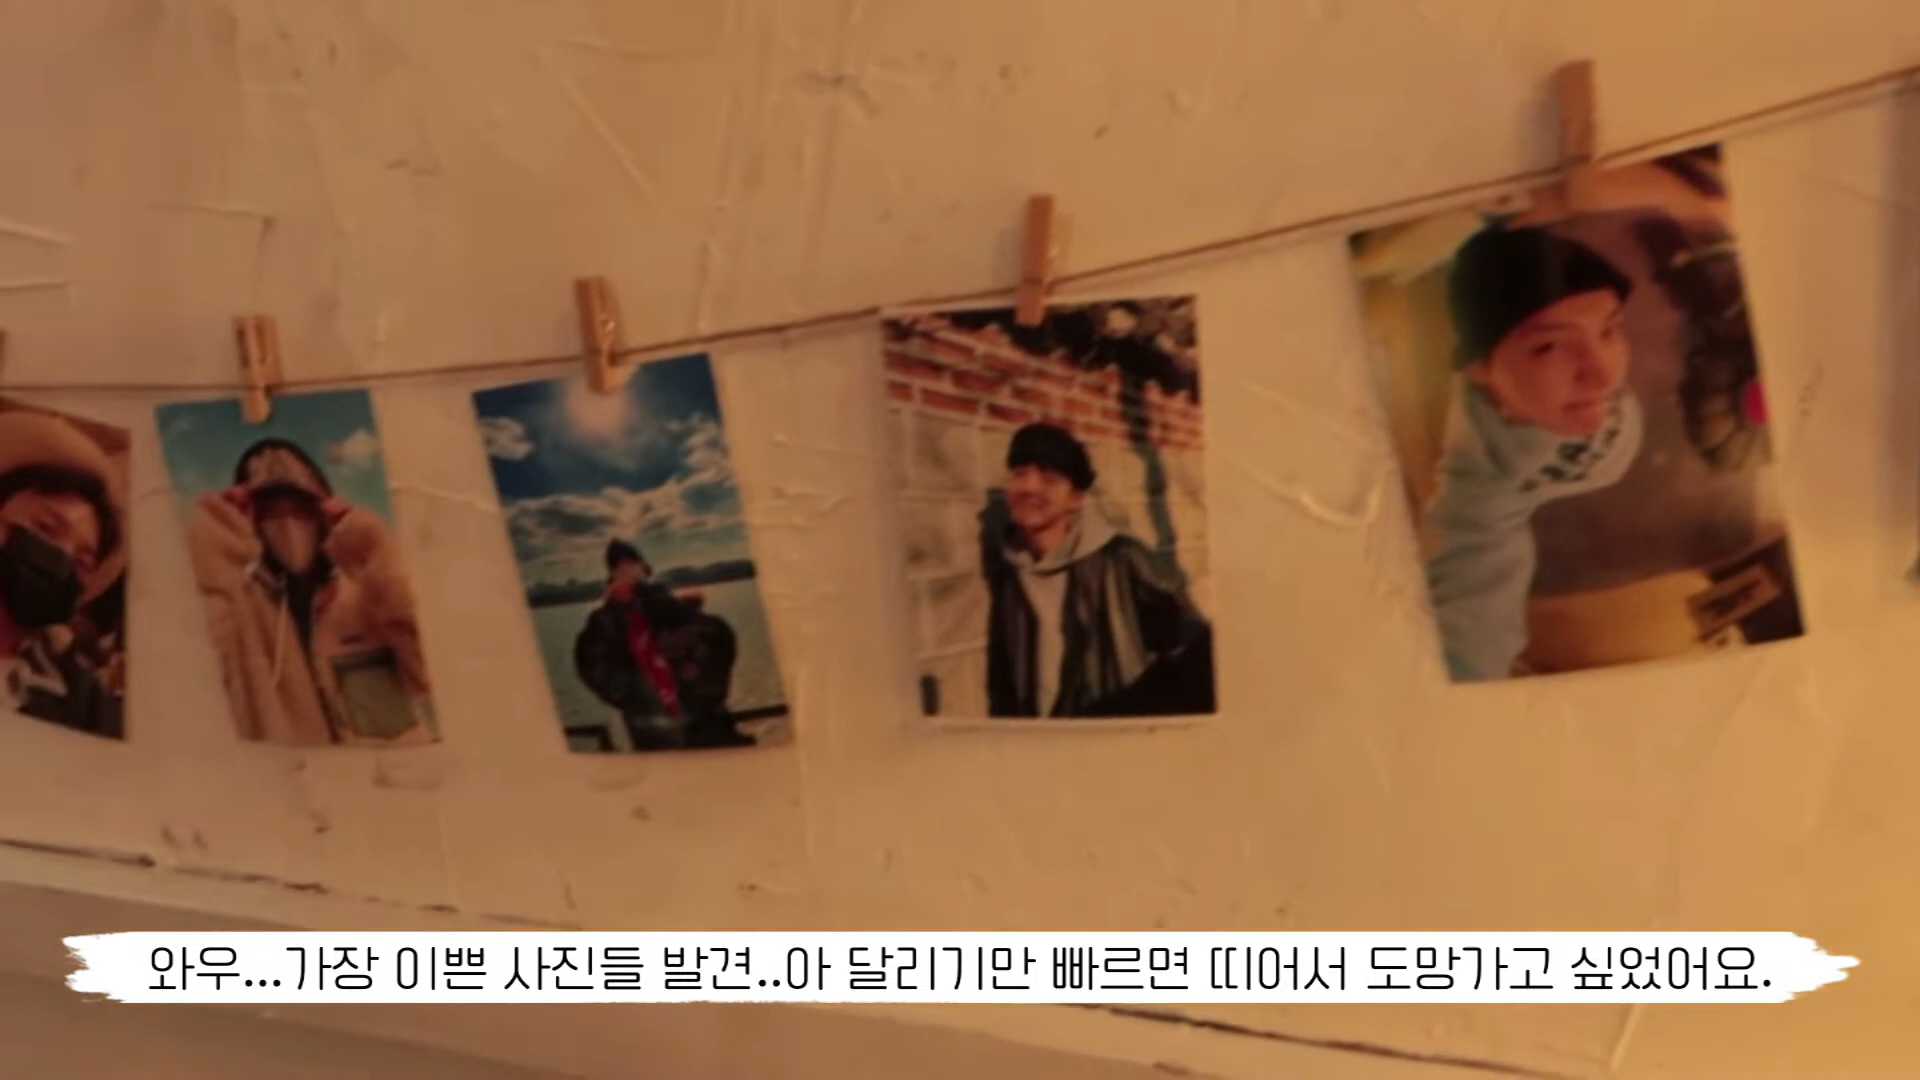 와우...가장 이쁜 사진들 발견..아 달리기만 빠르면 띠어서 도망가고 싶었어요.